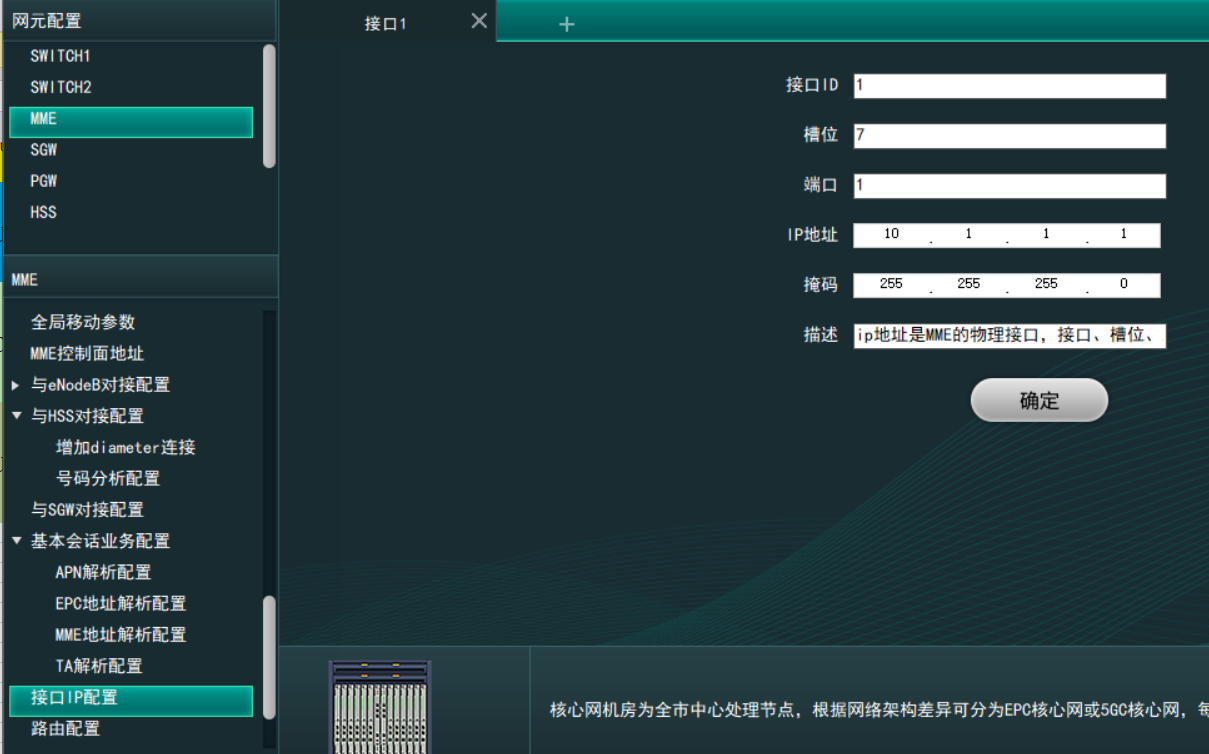 网元配置
SWITCH1
SWITCH2
MME
SGW
PGW
HSS
MME
全局移动参数
MME控制面地址
与eNodeB对接配置
与HSS对接配置
增加diameter连接
号码分析配置
与SGW对接配置
基本会话业务配置
APN解析配置
EPC地址解析配置
MME地址解析配置
TA解析配置
接口IP配置
路由配置
接口1
接口ID 1
槽位 7
端口 1
IP地址 10 . 1 . 1 . 1
掩码 255 . 255 . 255 . 0
描述 ip地址是MME的物理接口，接口、槽位、
确定
核心网机房为全市中心处理节点，根据网络架构差异可分为EPC核心网或5GC核心网，